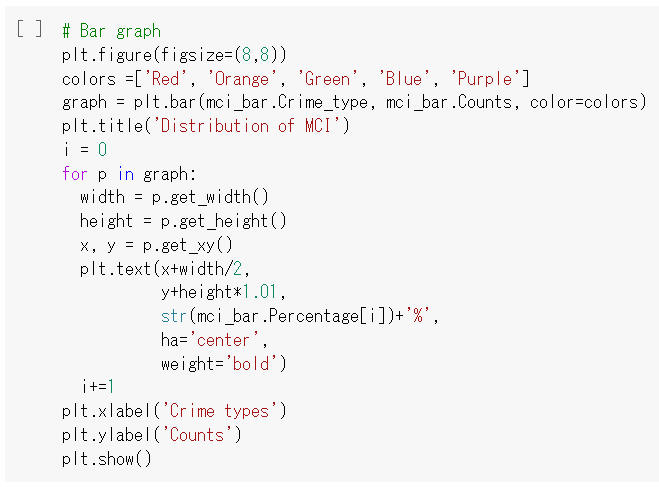 [ ] # Bar graph
plt.figure(figsize=(8,8))
colors =['Red', 'Orange', 'Green', 'Blue', 'Purple']
graph = plt.bar(mci_bar.Crime_type, mci_bar.Counts, color=colors)
plt.title('Distribution of MCI')
i = 0
for p in graph:
  width = p.get_width()
  height = p.get_height()
  x, y = p.get_xy()
  plt.text(x+width/2,
           y+height*1.01,
           str(mci_bar.Percentage[i])+'%',
           ha='center',
           weight='bold')
  i+=1
plt.xlabel('Crime types')
plt.ylabel('Counts')
plt.show()